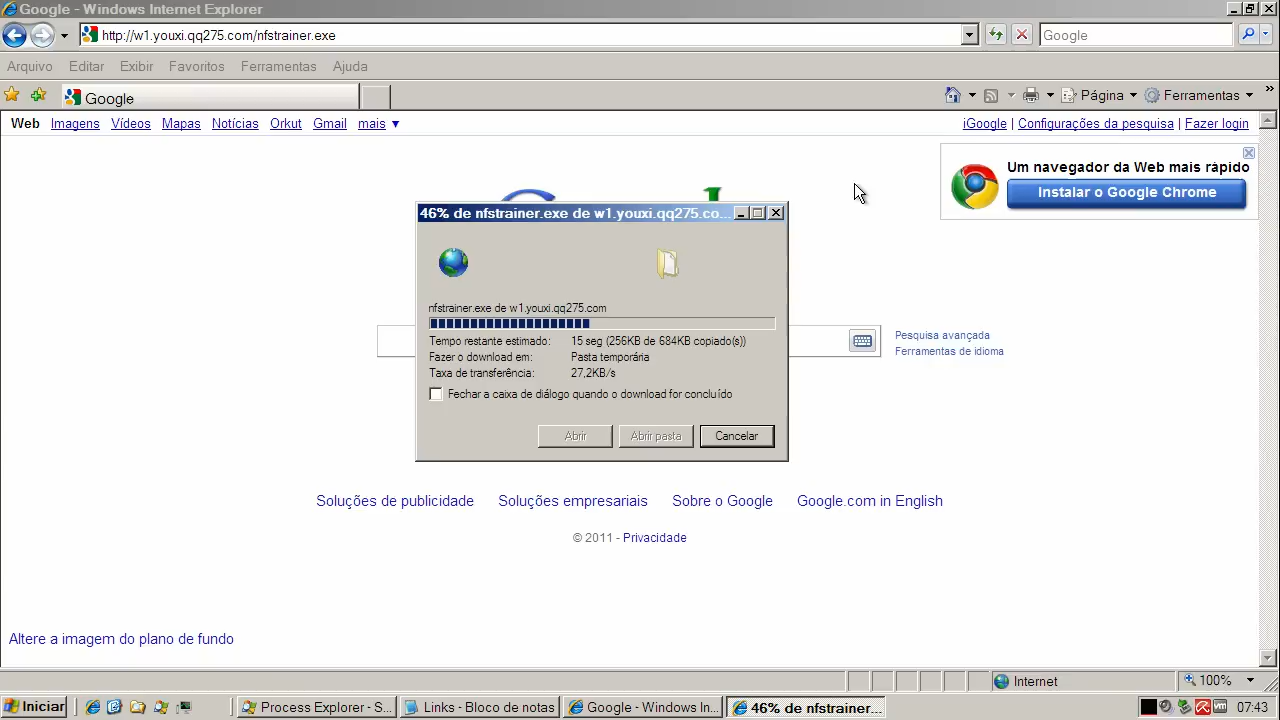 Google - Windows Internet Explorer
http://w1.youxi.qq275.com/nfstrainer.exe
Google
Arquivo Editar Exibir Favoritos Ferramentas Ajuda
Google
Página Ferramentas »
Web Imagens Vídeos Mapas Notícias Orkut Gmail mais ▼
iGoogle | Configurações da pesquisa | Fazer login
Um navegador da Web mais rápido
Instalar o Google Chrome
46% de nfstrainer.exe de w1.youxi.qq275.co...
nfstrainer.exe de w1.youxi.qq275.com
Tempo restante estimado: 15 seg (256KB de 684KB copiado(s))
Fazer o download em: Pasta temporária
Taxa de transferência: 27,2KB/s
Fechar a caixa de diálogo quando o download for concluído
Abrir Abrir pasta Cancelar
Pesquisa avançada
Ferramentas de idioma
Soluções de publicidade Soluções empresariais Sobre o Google Google.com in English
© 2011 - Privacidade
Altere a imagem do plano de fundo
Internet 100%
Iniciar Process Explorer - S... Links - Bloco de notas Google - Windows In... 46% de nfstrainer... 07:43